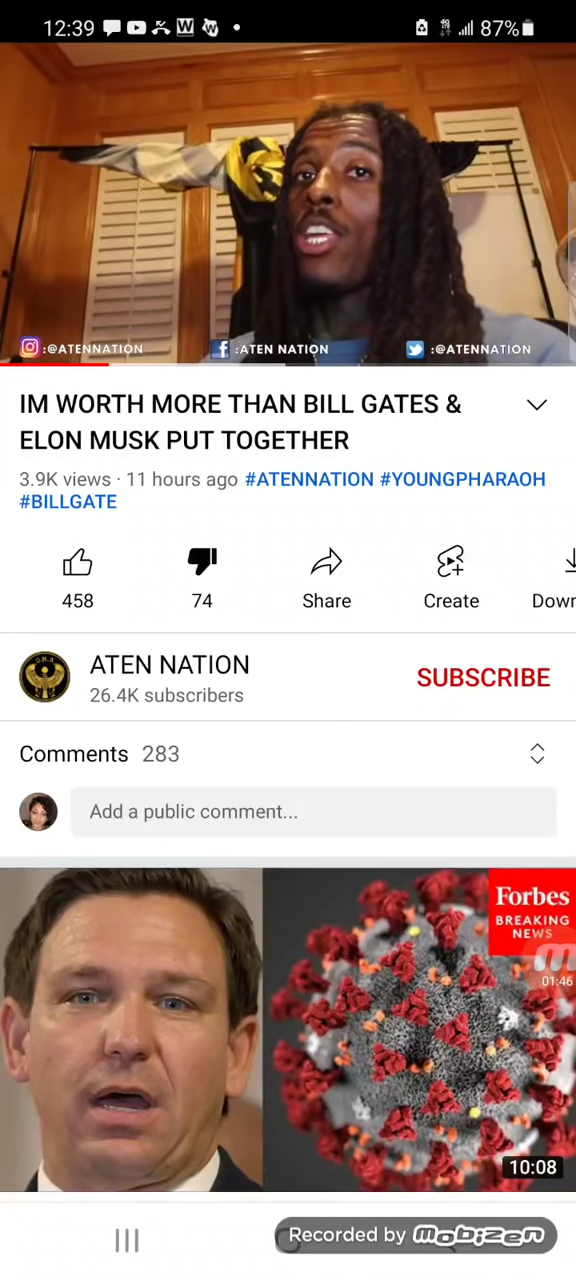 12:39
87%
:@ATENNATION :ATEN NATION :@ATENNATION
IM WORTH MORE THAN BILL GATES &
ELON MUSK PUT TOGETHER
3.9K views · 11 hours ago #ATENNATION #YOUNGPHARAOH
#BILLGATE
458 74 Share Create Down
ATEN NATION
26.4K subscribers
SUBSCRIBE
Comments 283
Add a public comment...
Forbes
BREAKING
NEWS
01:46
10:08
Recorded by mobizen